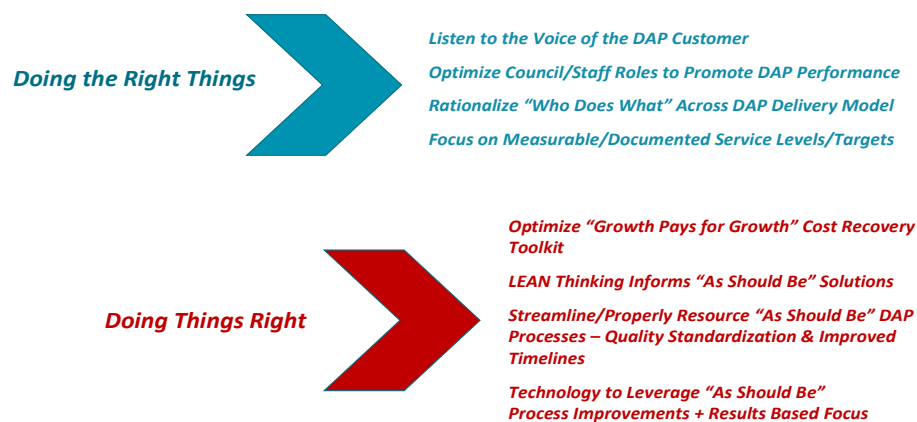 Doing the Right Things
Listen to the Voice of the DAP Customer
Optimize Council/Staff Roles to Promote DAP Performance
Rationalize “Who Does What” Across DAP Delivery Model
Focus on Measurable/Documented Service Levels/Targets
Doing Things Right
Optimize “Growth Pays for Growth” Cost Recovery
Toolkit
LEAN Thinking Informs “As Should Be” Solutions
Streamline/Properly Resource “As Should Be” DAP
Processes – Quality Standardization & Improved
Timelines
Technology to Leverage “As Should Be”
Process Improvements + Results Based Focus